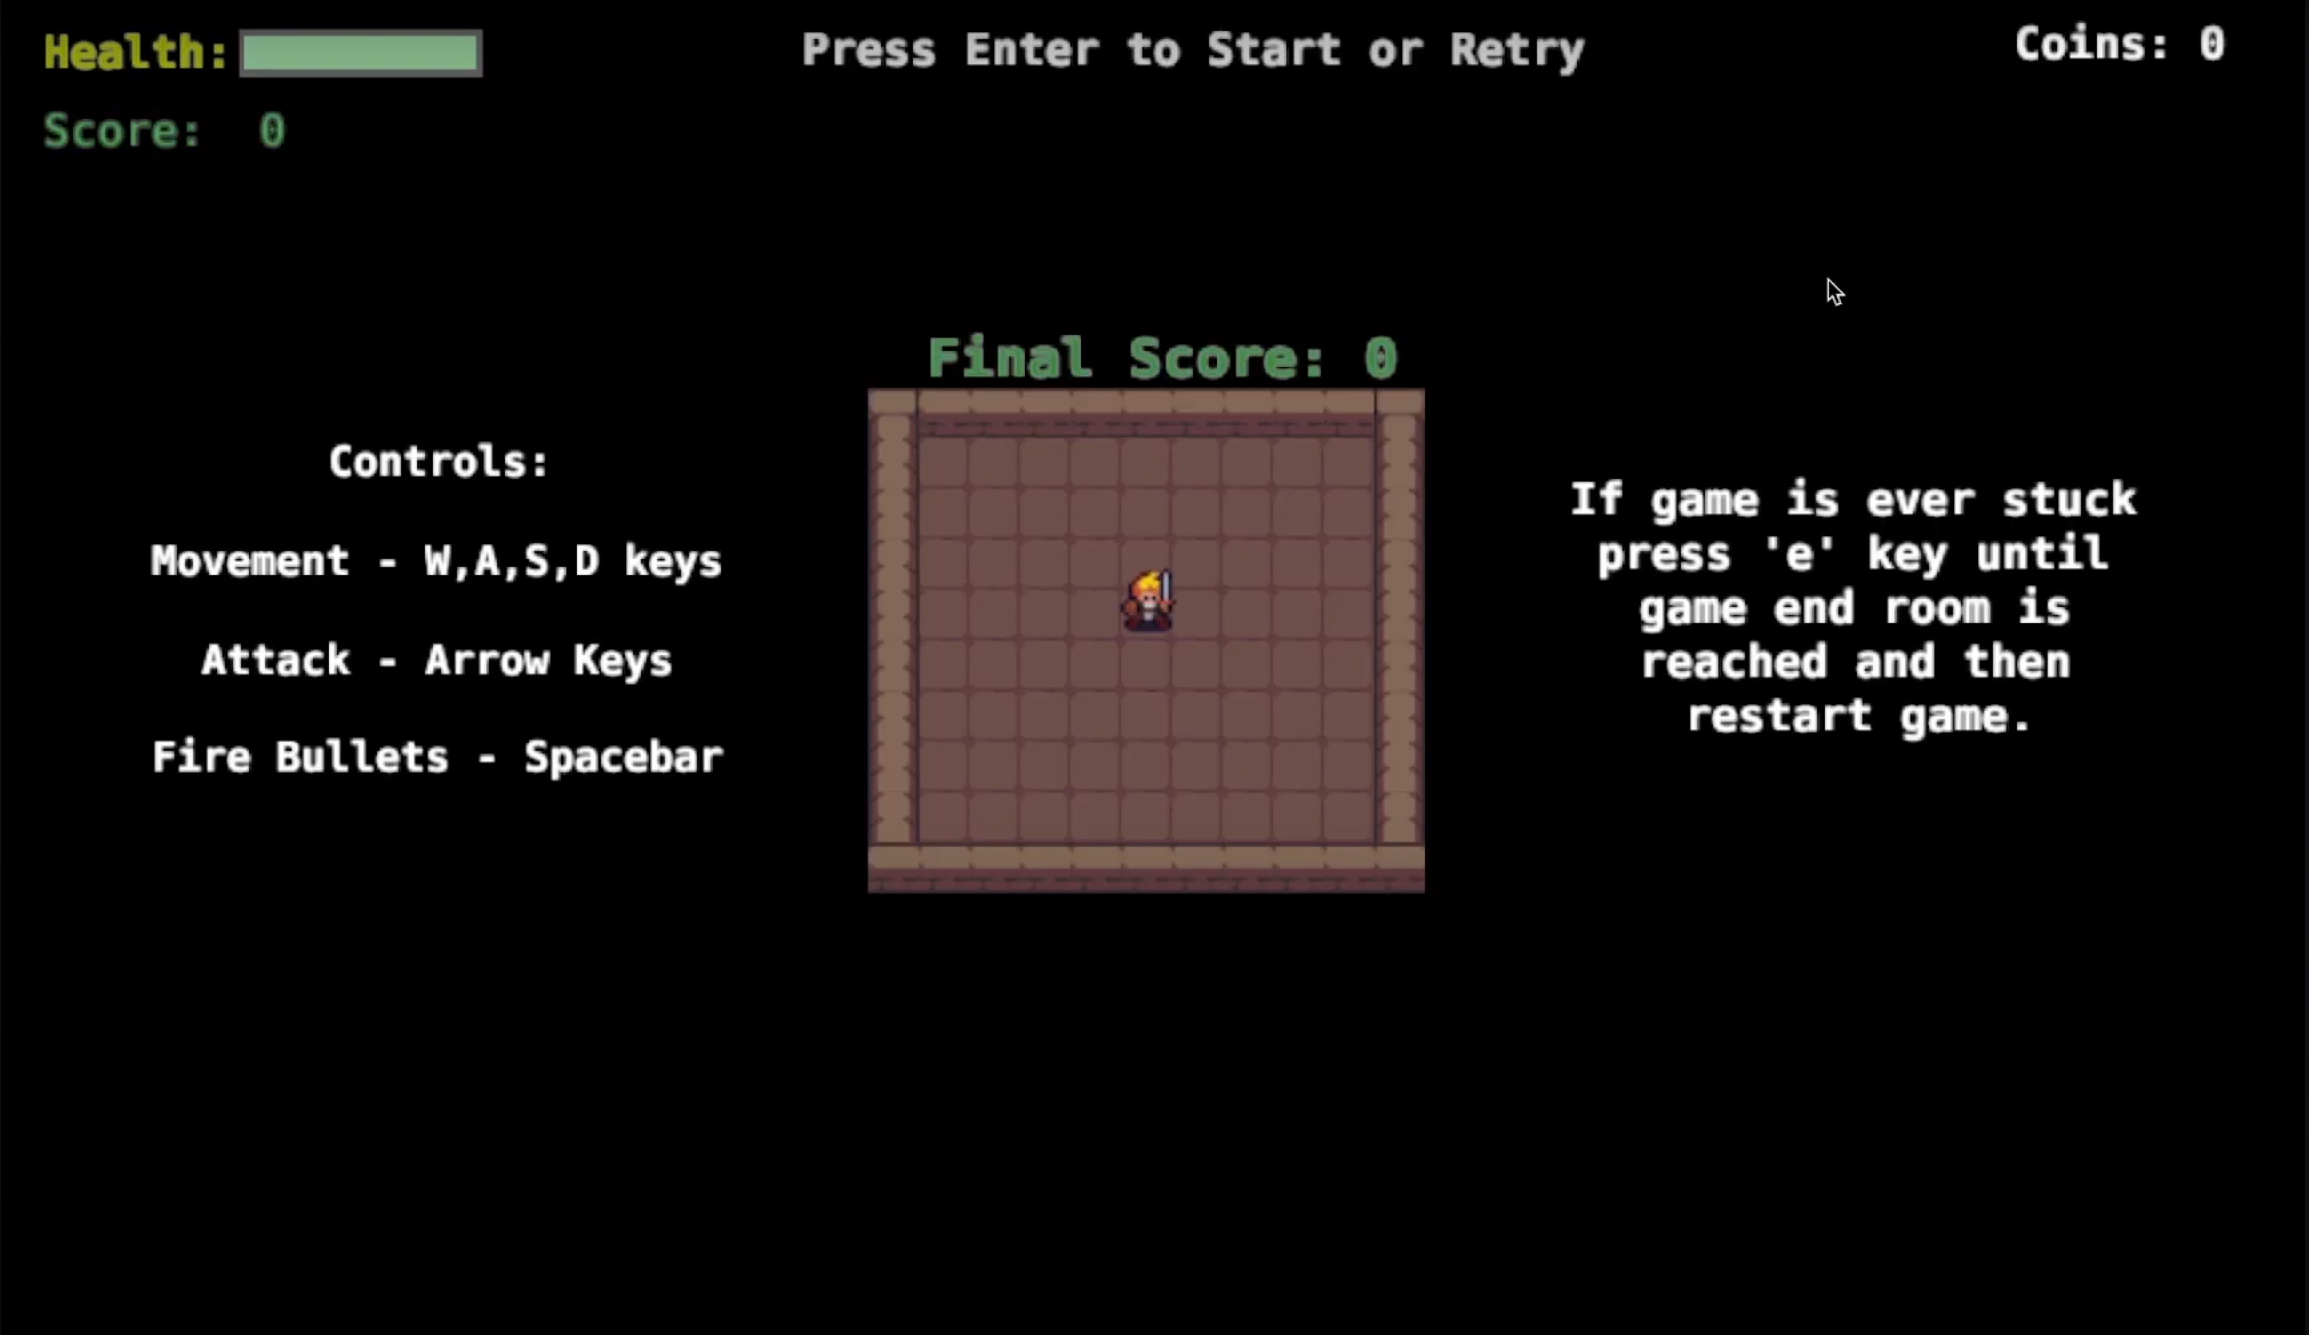 Health:
Press Enter to Start or Retry
Coins: 0
Score: 0
Final Score: 0
Controls:
Movement - W,A,S,D keys
Attack - Arrow Keys
Fire Bullets - Spacebar
If game is ever stuck
press 'e' key until
game end room is
reached and then
restart game.